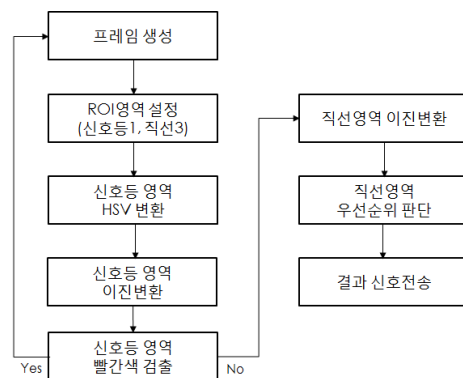 프레임 생성
ROI영역 설정
(신호등1, 직선3)
신호등 영역
HSV 변환
신호등 영역
이진변환
신호등 영역
빨간색 검출
Yes
No
직선영역 이진변환
직선영역
우선순위 판단
결과 신호전송